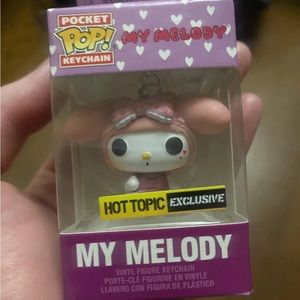 POCKET
POP!
KEYCHAIN
MY MELODY
HOT TOPIC EXCLUSIVE
MY MELODY
VINYL FIGURE KEYCHAIN
PORTE-CLÉ FIGURINE EN VINYLE
LLAVERO CON FIGURA DE PLÁSTICO